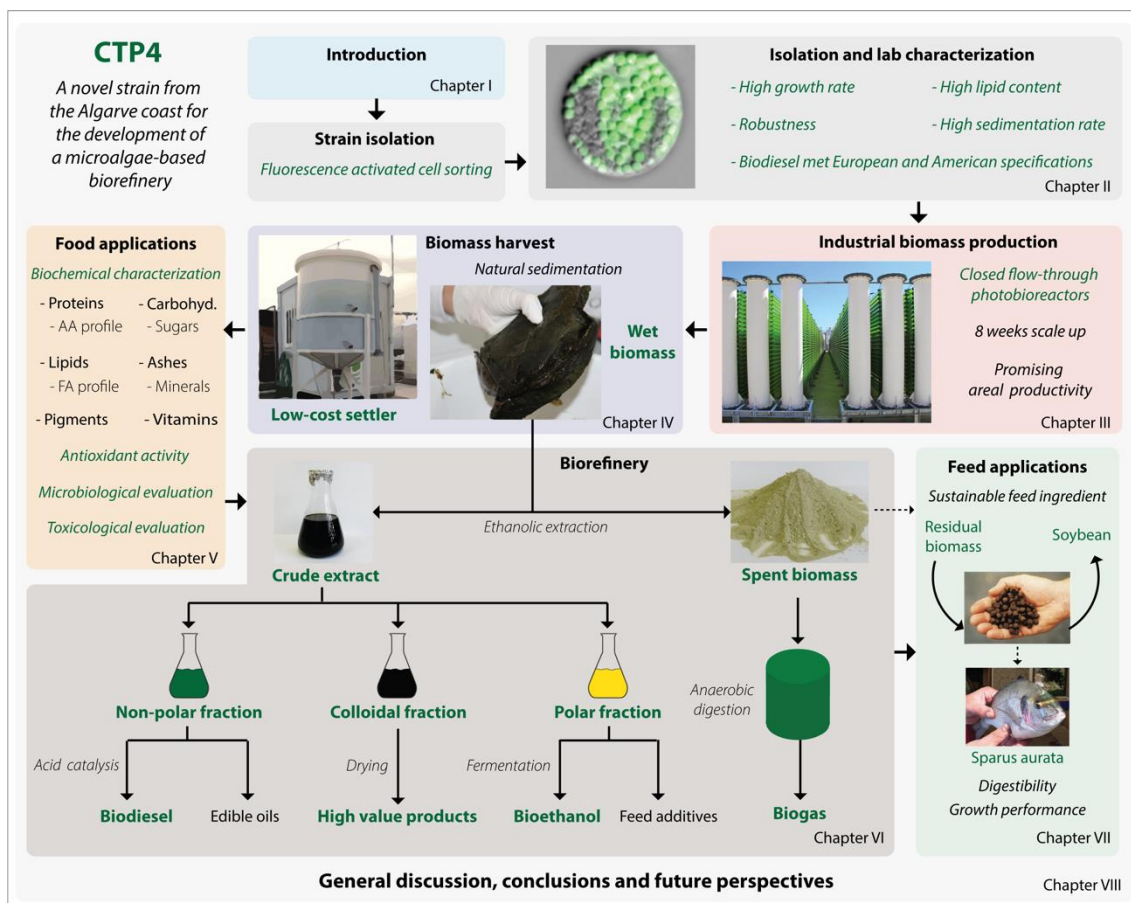 CTP4
A novel strain from
the Algarve coast for
the development of
a microalgae-based
biorefinery
Introduction
Chapter I
Strain isolation
Fluorescence activated cell sorting
Isolation and lab characterization
- High growth rate
- High lipid content
- Robustness
- High sedimentation rate
- Biodiesel met European and American specifications
Chapter II
Industrial biomass production
Closed flow-through
photobioreactors
8 weeks scale up
Promising
areal productivity
Chapter III
Biomass harvest
Natural sedimentation
Wet
biomass
Low-cost settler
Chapter IV
Food applications
Biochemical characterization
- Proteins
- Carbohyd.
- AA profile
- Sugars
- Lipids
- Ashes
- FA profile
- Minerals
- Pigments
- Vitamins
Antioxidant activity
Microbiological evaluation
Toxicological evaluation
Chapter V
Biorefinery
Ethanolic extraction
Crude extract
Spent biomass
Non-polar fraction
Colloidal fraction
Polar fraction
Anaerobic
digestion
Acid catalysis
Drying
Fermentation
Biodiesel
Edible oils
High value products
Bioethanol
Feed additives
Biogas
Chapter VI
Feed applications
Sustainable feed ingredient
Residual
biomass
Soybean
Sparus aurata
Digestibility
Growth performance
Chapter VII
General discussion, conclusions and future perspectives
Chapter VIII